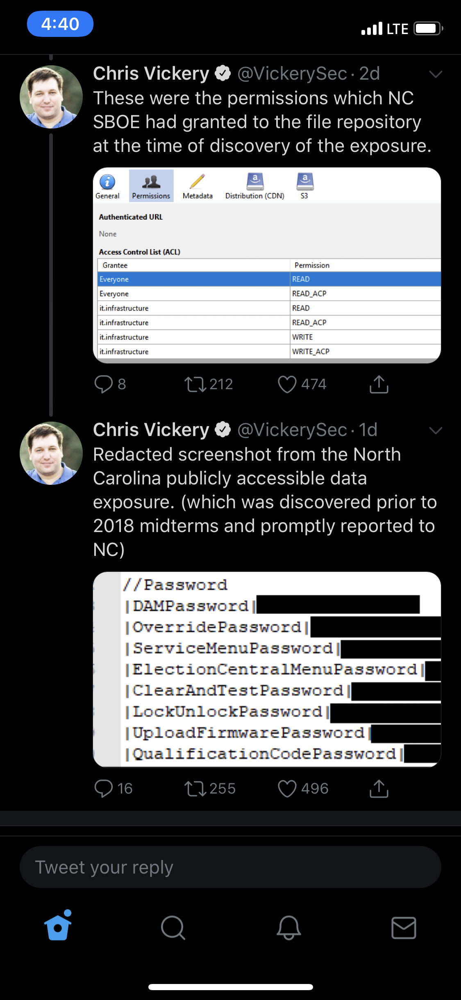 4:40
LTE
Chris Vickery @VickerySec · 2d
These were the permissions which NC
SBOE had granted to the file repository
at the time of discovery of the exposure.
General Permissions Metadata Distribution (CDN) S3
Authenticated URL
None
Access Control List (ACL)
Grantee Permission
Everyone READ
Everyone READ_ACP
it.infrastructure READ
it.infrastructure READ_ACP
it.infrastructure WRITE
it.infrastructure WRITE_ACP
8 212 474
Chris Vickery @VickerySec · 1d
Redacted screenshot from the North
Carolina publicly accessible data
exposure. (which was discovered prior to
2018 midterms and promptly reported to
NC)
//Password
|DAMPassword|
|OverridePassword|
|ServiceMenuPassword|
|ElectionCentralMenuPassword|
|ClearAndTestPassword|
|LockUnlockPassword|
|UploadFirmwarePassword|
|QualificationCodePassword|
16 255 496
Tweet your reply